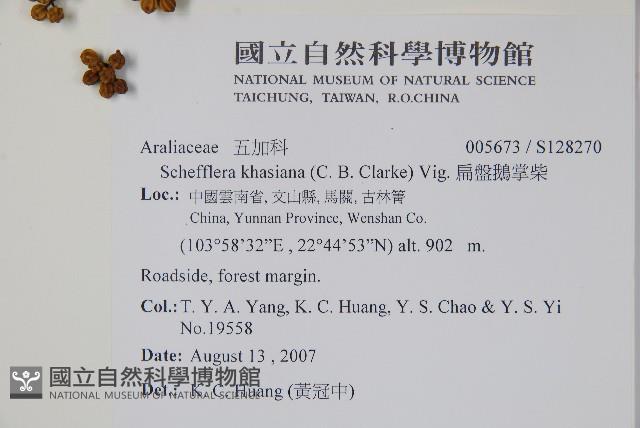 國立自然科學博物館
NATIONAL MUSEUM OF NATURAL SCIENCE
TAICHUNG, TAIWAN, R.O.CHINA
Araliaceae 五加科 005673 / S128270
Schefflera khasiana (C. B. Clarke) Vig. 扁盤鵝掌柴
Loc.: 中國雲南省, 文山縣, 馬關, 古林箐
China, Yunnan Province, Wenshan Co.
(103°58’32”E , 22°44’53”N) alt. 902 m.
Roadside, forest margin.
Col.: T. Y. A. Yang, K. C. Huang, Y. S. Chao & Y. S. Yi
No.19558
Date: August 13 , 2007
Det.: K. C. Huang (黃冠中)
國立自然科學博物館
NATIONAL MUSEUM OF NATURAL SCIENCE